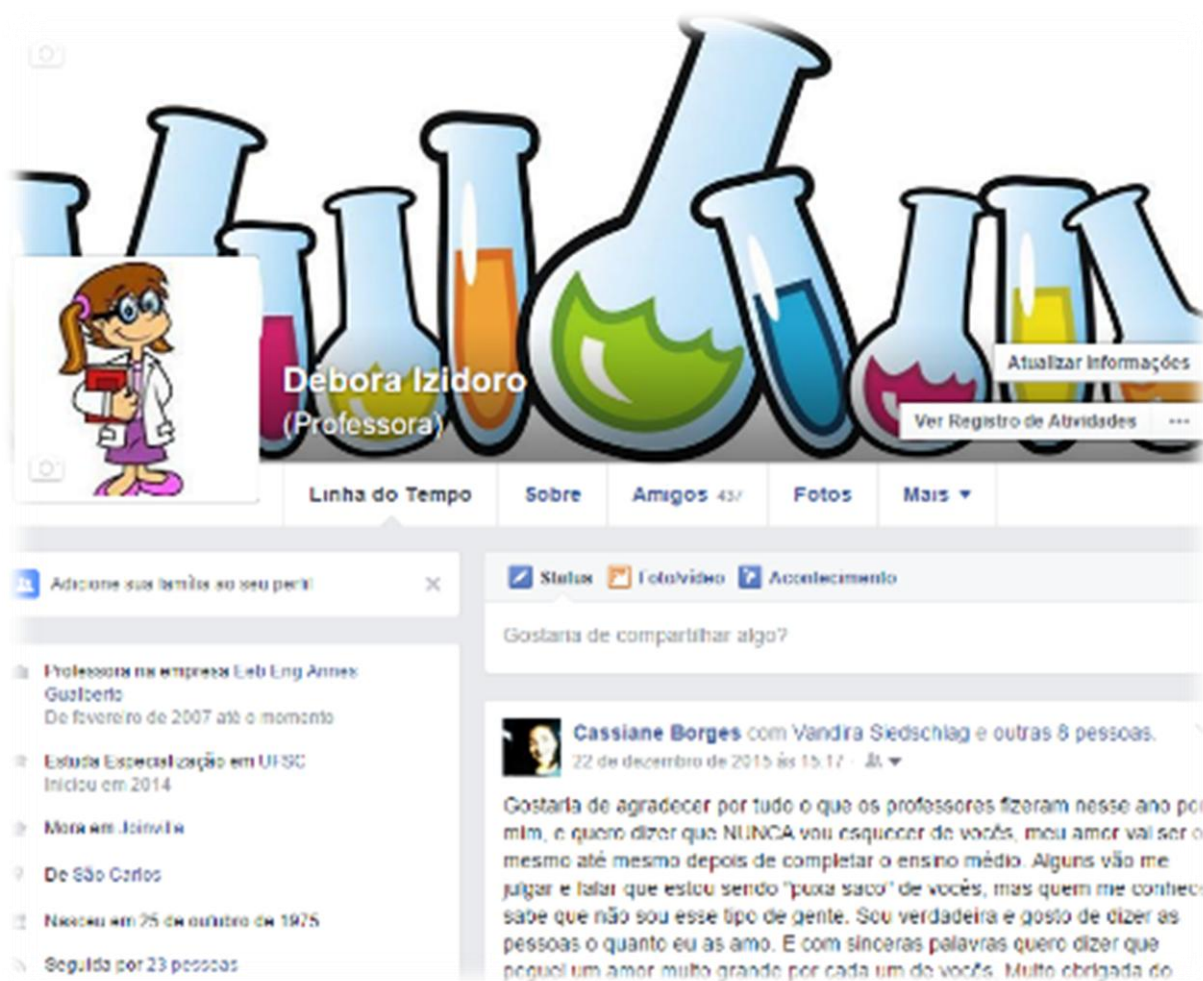 Débora Izidoro
(Professora)
Atualizar Informações
Ver Registro de Atividades ...
Linha do Tempo Sobre Amigos 437 Fotos Mais
Adicione sua família ao seu perfil
Professora na empresa Eeb Eng Annes
Gualberto
De fevereiro de 2007 até o momento
Estuda Especialização em UFSC
Iniciou em 2014
Mora em Joinville
De São Carlos
Nasceu em 25 de outubro de 1975
Seguida por 23 pessoas
Status Foto/vídeo Acontecimento
Gostaria de compartilhar algo?
Cassiane Borges com Vandira Siedschlag e outras 8 pessoas.
22 de dezembro de 2015 às 15:17
Gostaria de agradecer por tudo o que os professores fizeram nesse ano por
mim, e quero dizer que NUNCA vou esquecer de vocês, meu amor vai ser o
mesmo até mesmo depois de completar o ensino médio. Alguns vão me
julgar e falar que estou sendo "puxa saco" de vocês, mas quem me conhec
sabe que não sou esse tipo de gente. Sou verdadeira e gosto de dizer as
pessoas o quanto eu as amo. E com sinceras palavras quero dizer que
peguei um amor muito grande por cada um de vocês. Muito obrigada do